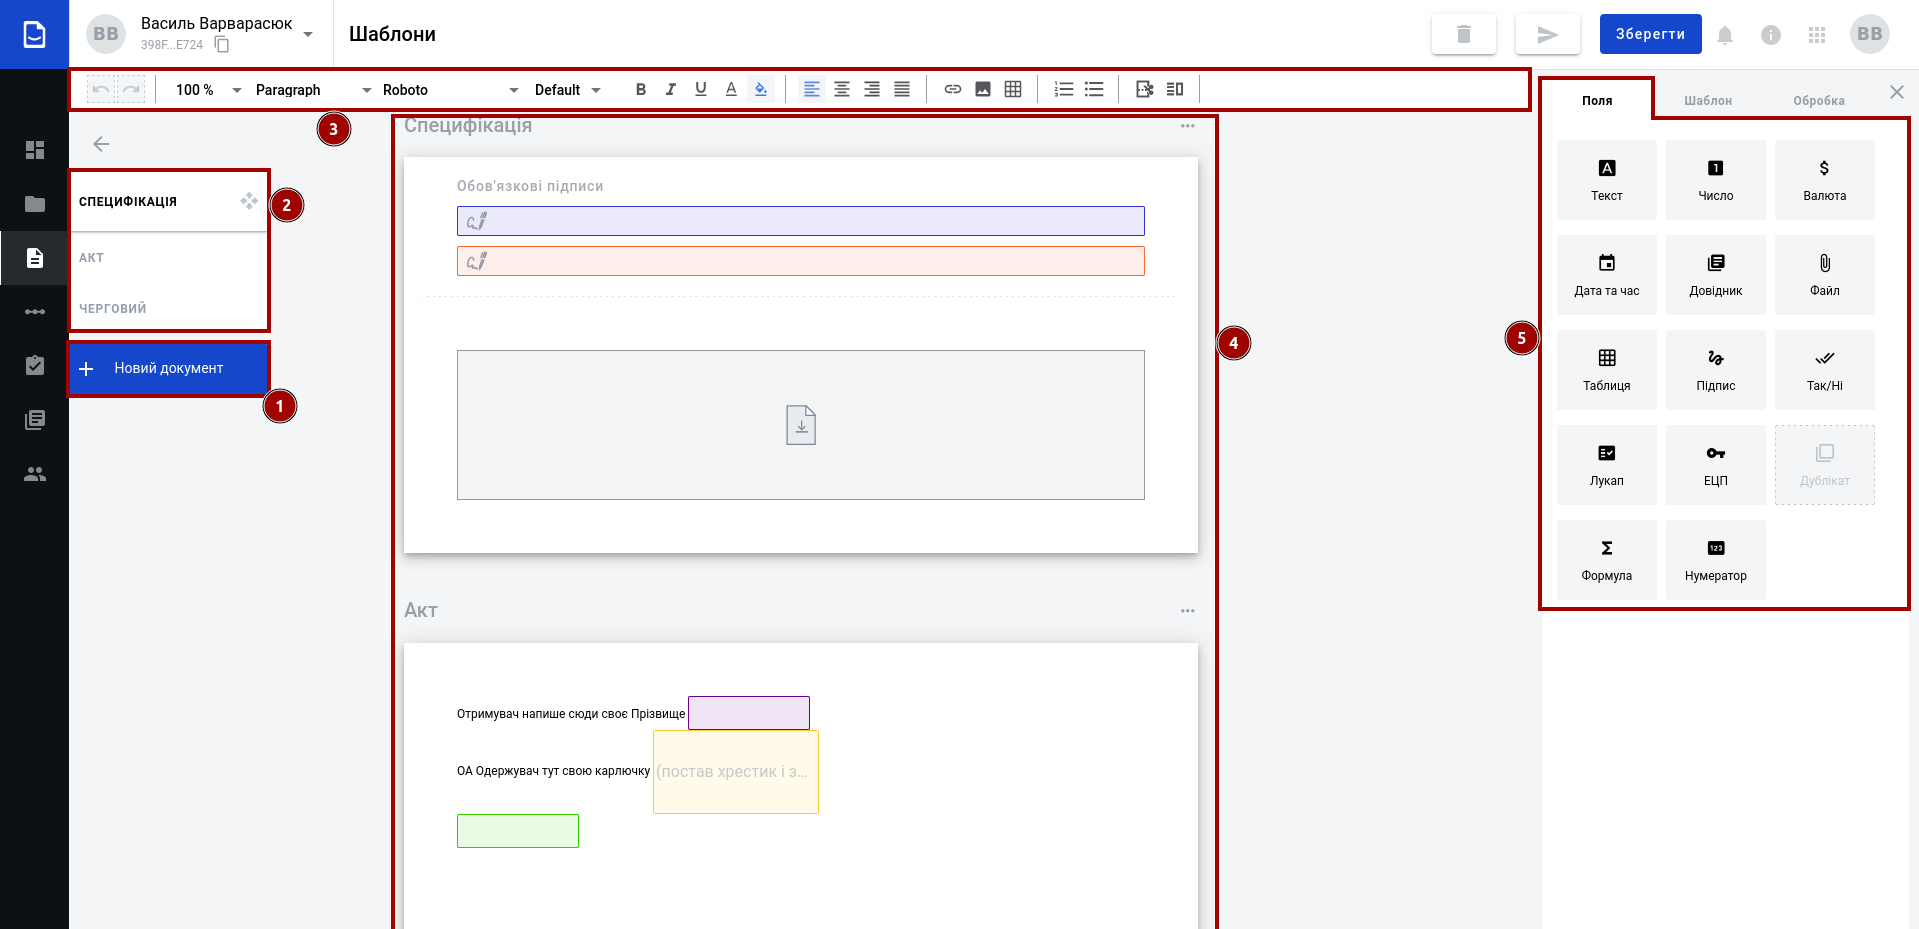 ВВ
Василь Варварасюк
398F...E724
Шаблони
Зберегти
ВВ
100 %
Paragraph
Roboto
Default
B
I
U
A
3
СПЕЦИФІКАЦІЯ
2
АКТ
ЧЕРГОВИЙ
Новий документ
1
Специфікація
Обов'язкові підписи
4
Акт
Отримувач напише сюди своє Прізвище
ОА Одержувач тут свою карлючку
(постав хрестик і з...
Поля
Шаблон
Обробка
5
Текст
Число
Валюта
Дата та час
Довідник
Файл
Таблиця
Підпис
Так/Ні
Лукап
ЕЦП
Дублікат
Формула
Нумератор